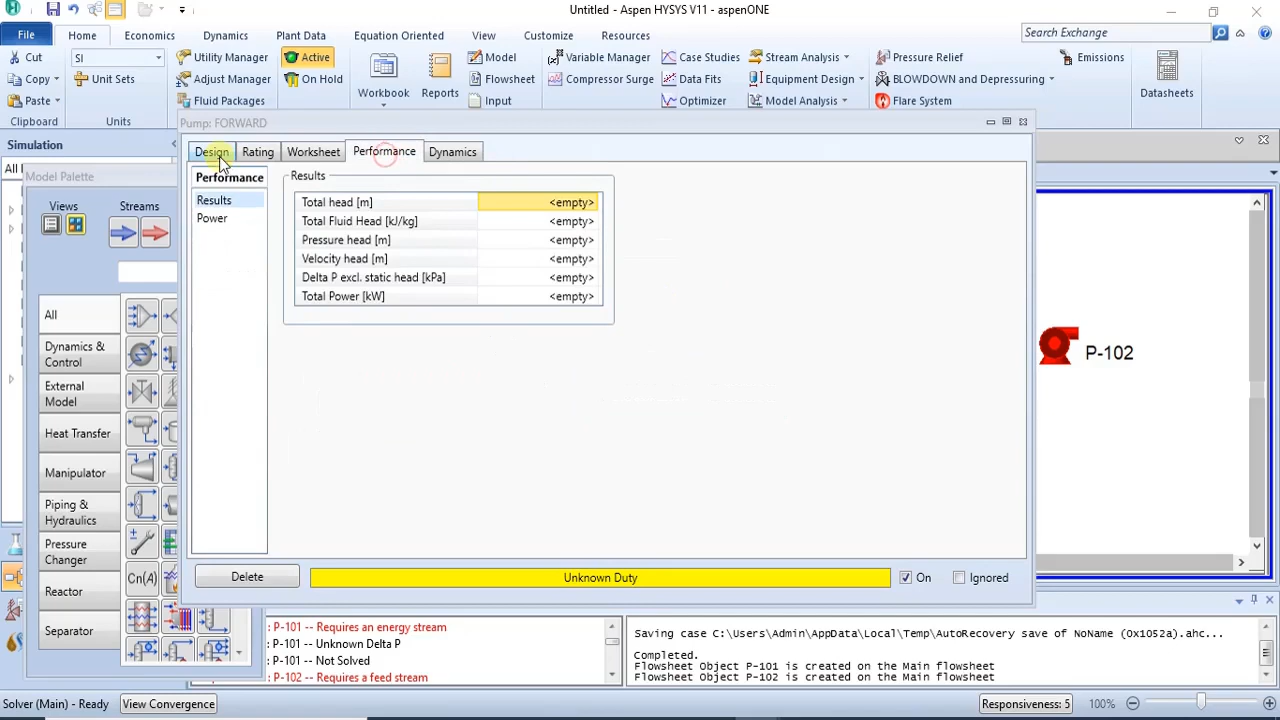 Untitled - Aspen HYSYS V11 - aspenONE
File
Home
Economics
Dynamics
Plant Data
Equation Oriented
View
Customize
Resources
Search Exchange
Cut
SI
Utility Manager
Active
Model
Variable Manager
Case Studies
Stream Analysis
Pressure Relief
Emissions
Copy
Unit Sets
Adjust Manager
On Hold
Flowsheet
Compressor Surge
Data Fits
Equipment Design
BLOWDOWN and Depressuring
Paste
Fluid Packages
Workbook
Reports
Input
Optimizer
Model Analysis
Flare System
Datasheets
Clipboard
Units
Simulation
Pump: FORWARD
All
Model Palette
Views
Streams
All
Dynamics &
Control
External
Model
Heat Transfer
Manipulator
Piping &
Hydraulics
Pressure
Changer
Reactor
Separator
Cn(A)
Design
Rating
Worksheet
Performance
Dynamics
Performance
Results
Power
Results
Total head [m] <empty>
Total Fluid Head [kJ/kg] <empty>
Pressure head [m] <empty>
Velocity head [m] <empty>
Delta P excl. static head [kPa] <empty>
Total Power [kW] <empty>
Delete
Unknown Duty
On
Ignored
P-102
: P-101 -- Requires an energy stream
: P-101 -- Unknown Delta P
: P-101 -- Not Solved
: P-102 -- Requires a feed stream
Saving case C:\Users\Admin\AppData\Local\Temp\AutoRecovery save of NoName (0x1052a).ahc...
Completed.
Flowsheet Object P-101 is created on the Main flowsheet
Flowsheet Object P-102 is created on the Main flowsheet
Solver (Main) - Ready
View Convergence
Responsiveness: 5
100%